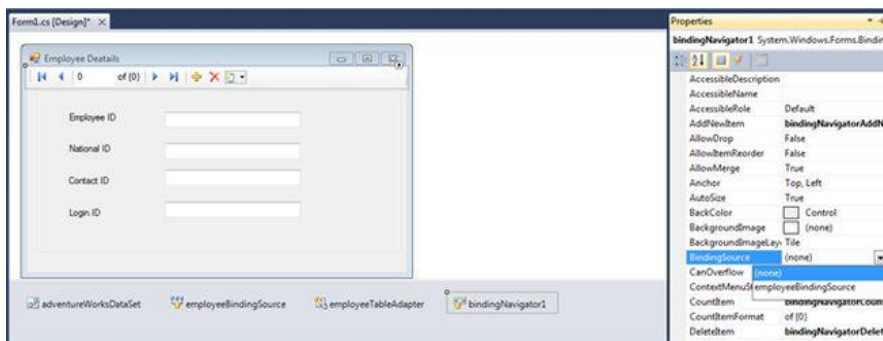 Form1.cs [Design]*
Employee Deatails
0 of {0}
Employee ID
National ID
Contact ID
Login ID
adventureWorksDataSet employeeBindingSource employeeTableAdapter bindingNavigator1
Properties
bindingNavigator1 System.Windows.Forms.Bindin
AccessibleDescription
AccessibleName
AccessibleRole Default
AddNewItem bindingNavigatorAddN
AllowDrop False
AllowItemReorder False
AllowMerge True
Anchor Top, Left
AutoSize True
BackColor Control
BackgroundImage (none)
BackgroundImageLay Tile
BindingSource (none)
CanOverflow (none)
ContextMenuS employeeBindingSource
CountItem bindingNavigatorCount
CountItemFormat of {0}
DeleteItem bindingNavigatorDelet